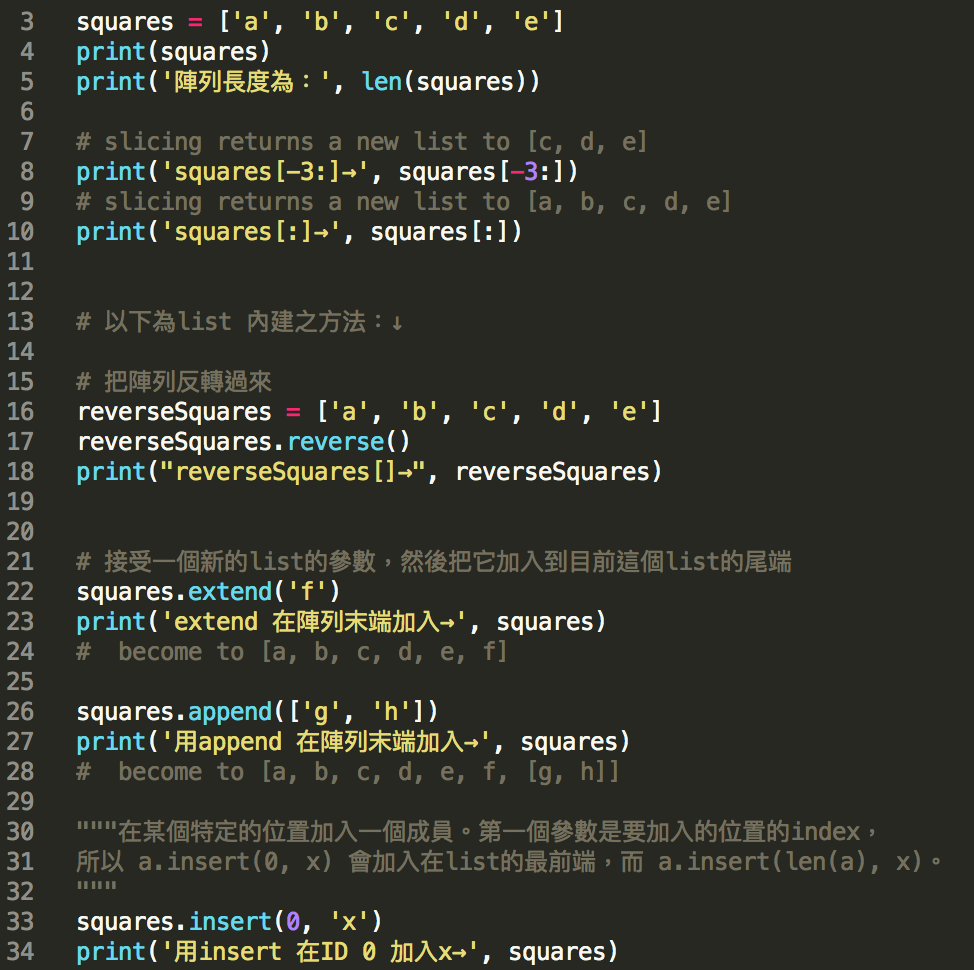 3 squares = ['a', 'b', 'c', 'd', 'e']
4 print(squares)
5 print('陣列長度為：', len(squares))
6
7 # slicing returns a new list to [c, d, e]
8 print('squares[-3:]→', squares[-3:])
9 # slicing returns a new list to [a, b, c, d, e]
10 print('squares[:]→', squares[:])
11
12
13 # 以下為list 內建之方法：↓
14
15 # 把陣列反轉過來
16 reverseSquares = ['a', 'b', 'c', 'd', 'e']
17 reverseSquares.reverse()
18 print("reverseSquares[]→", reverseSquares)
19
20
21 # 接受一個新的list的參數，然後把它加入到目前這個list的尾端
22 squares.extend('f')
23 print('extend 在陣列末端加入→', squares)
24 #  become to [a, b, c, d, e, f]
25
26 squares.append(['g', 'h'])
27 print('用append 在陣列末端加入→', squares)
28 #  become to [a, b, c, d, e, f, [g, h]]
29
30 """在某個特定的位置加入一個成員。第一個參數是要加入的位置的index，
31 所以 a.insert(0, x) 會加入在list的最前端，而 a.insert(len(a), x)。
32 """
33 squares.insert(0, 'x')
34 print('用insert 在ID 0 加入x→', squares)